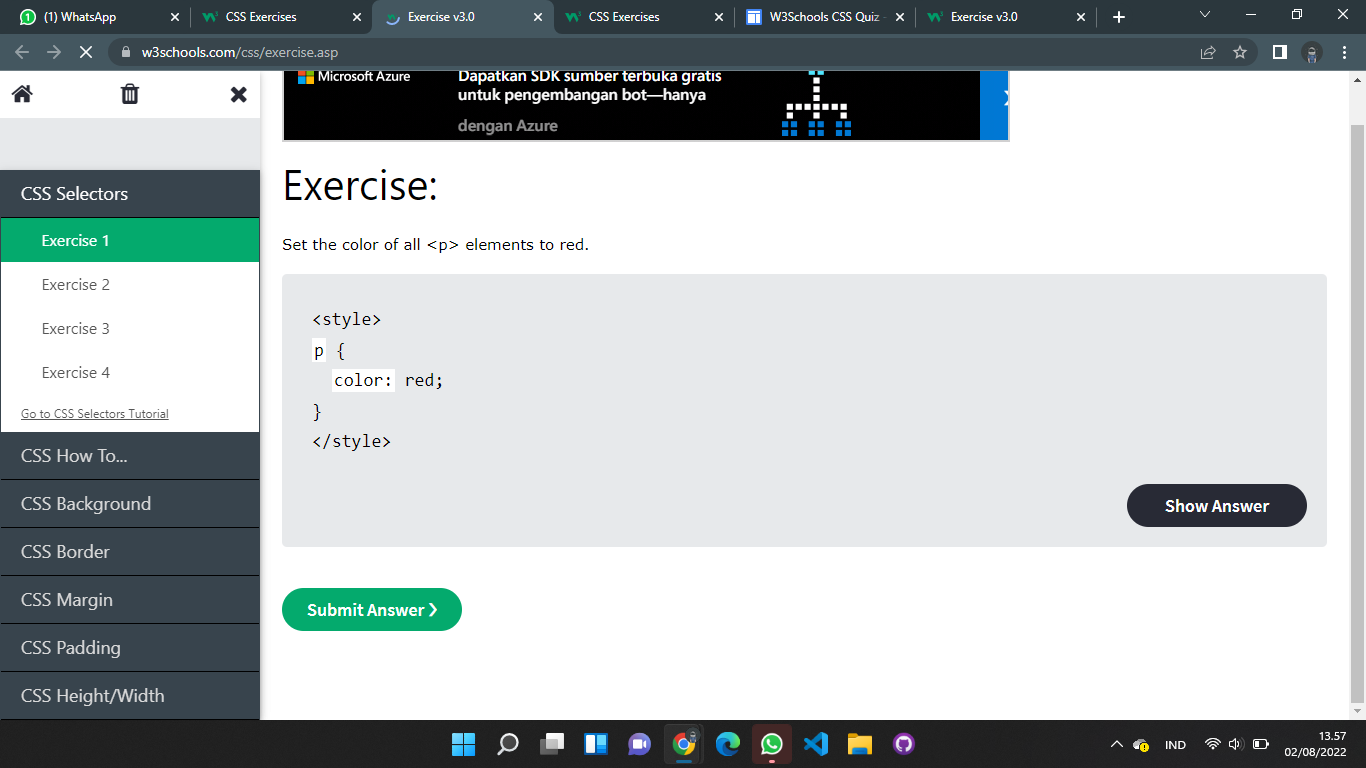 (1) WhatsApp
CSS Exercises
Exercise v3.0
CSS Exercises
W3Schools CSS Quiz -
Exercise v3.0
w3schools.com/css/exercise.asp
Microsoft Azure
Dapatkan SDK sumber terbuka gratis
untuk pengembangan bot—hanya
dengan Azure
CSS Selectors
Exercise 1
Exercise 2
Exercise 3
Exercise 4
Go to CSS Selectors Tutorial
CSS How To...
CSS Background
CSS Border
CSS Margin
CSS Padding
CSS Height/Width
Exercise:
Set the color of all <p> elements to red.
<style>
p {
color: red;
}
</style>
Show Answer
Submit Answer ❯
IND
13.57
02/08/2022